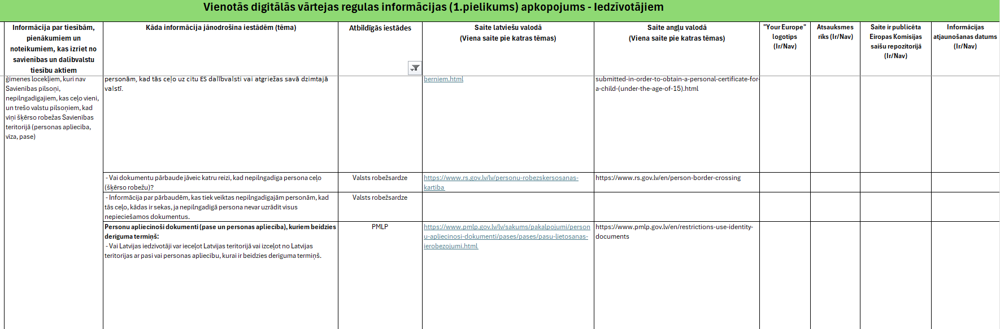 Vienotās digitālās vārtejas regulas informācijas (1.pielikums) apkopojums - Iedzīvotājiem
Informācija par tiesībām,
pienākumiem un
noteikumiem, kas izriet no
savienības un dalībvalstu
tiesību aktiem
Kāda informācija jānodrošina iestādēm (tēma)
Atbildīgās iestādes
Saite latviešu valodā
(Viena saite pie katras tēmas)
Saite angļu valodā
(Viena saite pie katras tēmas)
"Your Europe"
logotips
(Ir/Nav)
Atsauksmes
rīks (Ir/Nav)
Saite ir publicēta
Eiropas Komisijas
saišu repozitorijā
(Ir/Nav)
Informācijas
atjaunošanas datums
(Ir/Nav)
ģimenes locekļiem, kuri nav
Savienības pilsoņi,
nepilngadīgajiem, kas ceļo vieni,
un trešo valstu pilsoņiem, kad
viņi šķērso robežas Savienības
teritorijā (personas apliecība,
vīza, pase)
personām, kad tās ceļo uz citu ES dalībvalsti vai atgriežas savā dzimtajā
valstī.
berniem.html
submitted-in-order-to-obtain-a-personal-certificate-for-
a-child-(under-the-age-of-15).html
- Vai dokumentu pārbaude jāveic katru reizi, kad nepilngadīga persona ceļo
(šķērso robežu)?
Valsts robežsardze
https://www.rs.gov.lv/lv/personu-robezskersosanas-
kartiba
https://www.rs.gov.lv/en/person-border-crossing
- Informācija par pārbaudēm, kas tiek veiktas nepilngadīgajām personām, kad
tās ceļo, kādas ir sekas, ja nepilngadīgā persona nevar uzrādīt visus
nepieciešamos dokumentus.
Valsts robežsardze
Personu apliecinoši dokumenti (pase un personas apliecība), kuriem beidzies
derīguma termiņš:
- Vai Latvijas iedzīvotāji var ieceļot Latvijas teritorijā vai izceļot no Latvijas
teritorijas ar pasi vai personas apliecību, kurai ir beidzies derīguma termiņš.
PMLP
https://www.pmlp.gov.lv/lv/sakums/pakalpojumi/person
u-apliecinosi-dokumenti/pases/pases/pasu-lietosanas-
ierobezojumi.html
https://www.pmlp.gov.lv/en/restrictions-use-identity-
documents